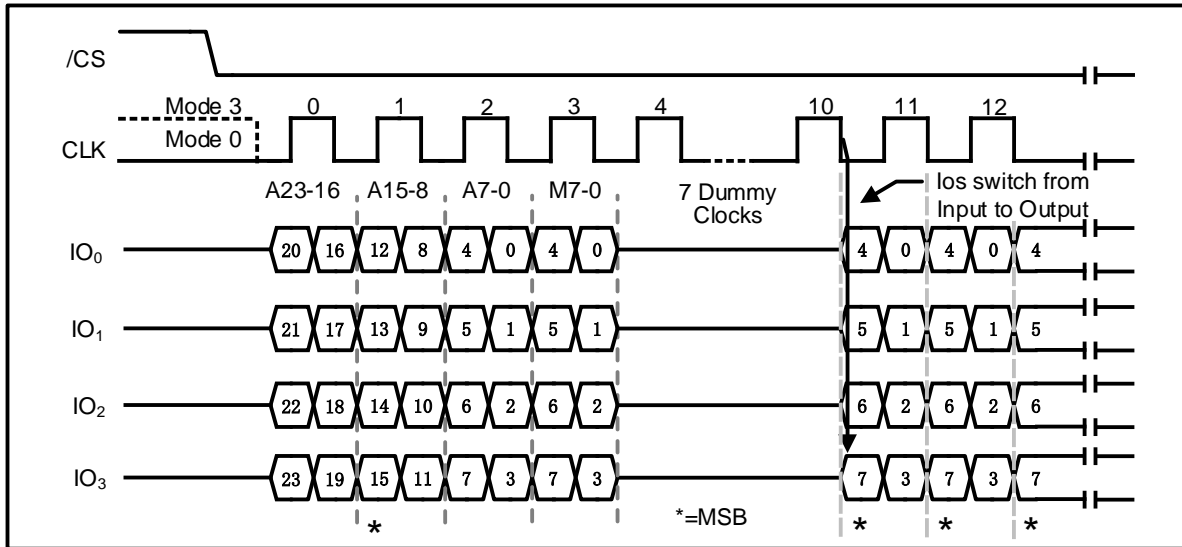 /CS
Mode 3
Mode 0
CLK
0 1 2 3 4 10 11 12
A23-16 A15-8 A7-0 M7-0
7 Dummy
Clocks
Ios switch from
Input to Output
IO0 20 16 12 8 4 0 4 0 4 0 4 0 4
IO1 21 17 13 9 5 1 5 1 5 1 5 1 5
IO2 22 18 14 10 6 2 6 2 6 2 6 2 6
IO3 23 19 15 11 7 3 7 3 7 3 7 3 7
* *=MSB * * *